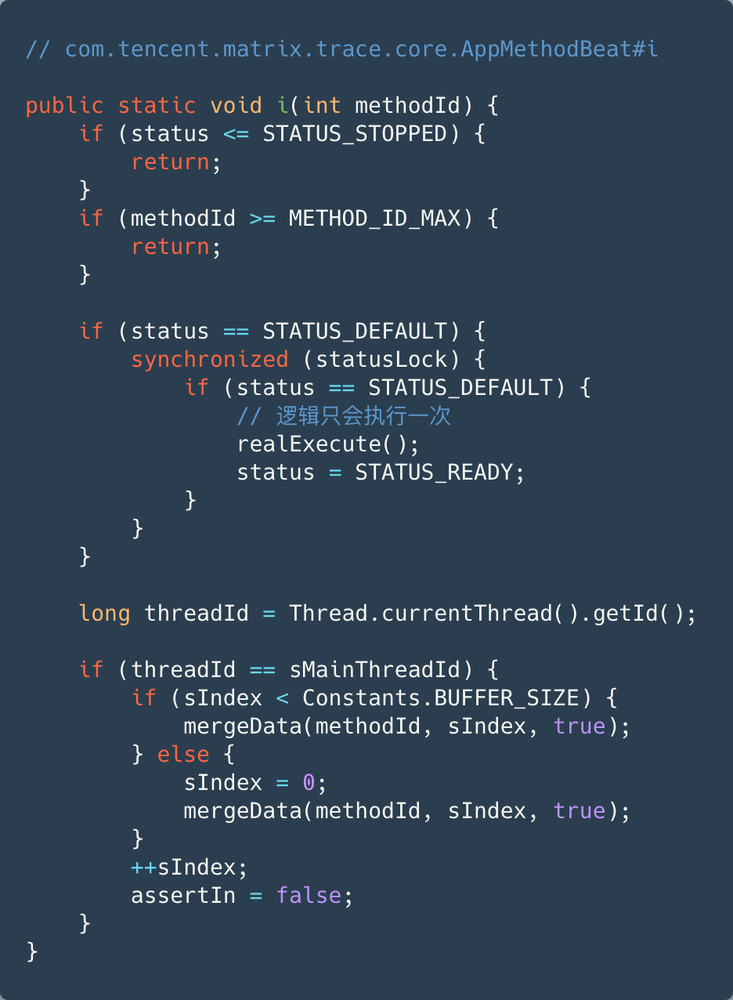 // com.tencent.matrix.trace.core.AppMethodBeat#i

public static void i(int methodId) {
    if (status <= STATUS_STOPPED) {
        return;
    }
    if (methodId >= METHOD_ID_MAX) {
        return;
    }

    if (status == STATUS_DEFAULT) {
        synchronized (statusLock) {
            if (status == STATUS_DEFAULT) {
                // 逻辑只会执行一次
                realExecute();
                status = STATUS_READY;
            }
        }
    }

    long threadId = Thread.currentThread().getId();

    if (threadId == sMainThreadId) {
        if (sIndex < Constants.BUFFER_SIZE) {
            mergeData(methodId, sIndex, true);
        } else {
            sIndex = 0;
            mergeData(methodId, sIndex, true);
        }
        ++sIndex;
        assertIn = false;
    }
}